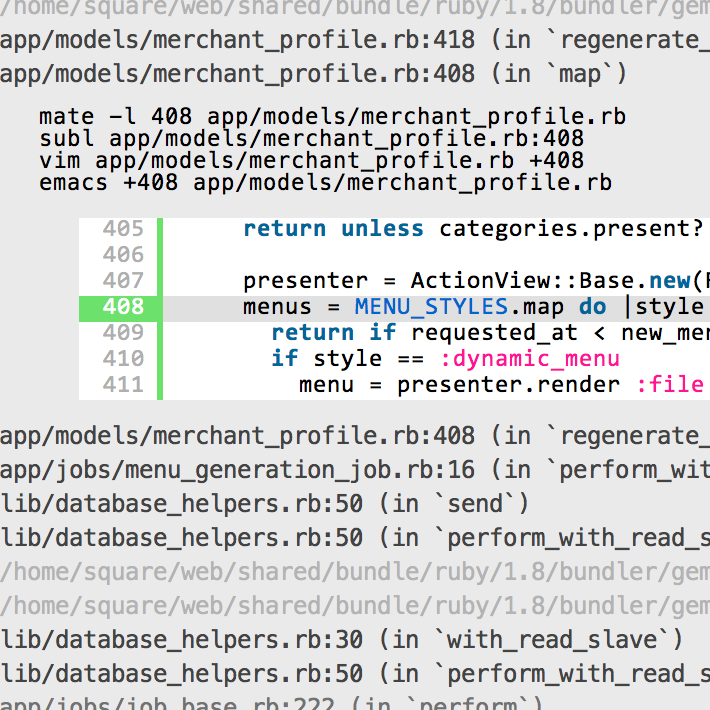 /home/square/web/shared/bundle/ruby/1.8/bundler/gem
app/models/merchant_profile.rb:418 (in `regenerate_
app/models/merchant_profile.rb:408 (in `map`)
mate -l 408 app/models/merchant_profile.rb
subl app/models/merchant_profile.rb:408
vim app/models/merchant_profile.rb +408
emacs +408 app/models/merchant_profile.rb
405 return unless categories.present?
406
407 presenter = ActionView::Base.new(
408 menus = MENU_STYLES.map do |style
409 return if requested_at < new_men
410 if style == :dynamic_menu
411 menu = presenter.render :file
app/models/merchant_profile.rb:408 (in `regenerate_
app/jobs/menu_generation_job.rb:16 (in `perform_wit
lib/database_helpers.rb:50 (in `send`)
lib/database_helpers.rb:50 (in `perform_with_read_s
/home/square/web/shared/bundle/ruby/1.8/bundler/gem
/home/square/web/shared/bundle/ruby/1.8/bundler/gem
lib/database_helpers.rb:30 (in `with_read_slave`)
lib/database_helpers.rb:50 (in `perform_with_read_s
app/jobs/job_base.rb:222 (in `perform`)